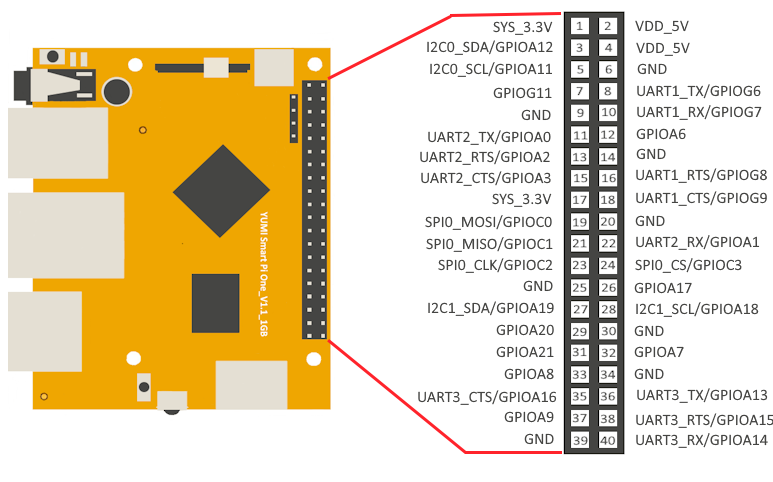 SYS_3.3V 1 2 VDD_5V
I2C0_SDA/GPIOA12 3 4 VDD_5V
I2C0_SCL/GPIOA11 5 6 GND
GPIOG11 7 8 UART1_TX/GPIOG6
GND 9 10 UART1_RX/GPIOG7
UART2_TX/GPIOA0 11 12 GPIOA6
UART2_RTS/GPIOA2 13 14 GND
UART2_CTS/GPIOA3 15 16 UART1_RTS/GPIOG8
SYS_3.3V 17 18 UART1_CTS/GPIOG9
SPI0_MOSI/GPIOC0 19 20 GND
SPI0_MISO/GPIOC1 21 22 UART2_RX/GPIOA1
SPI0_CLK/GPIOC2 23 24 SPI0_CS/GPIOC3
GND 25 26 GPIOA17
I2C1_SDA/GPIOA19 27 28 I2C1_SCL/GPIOA18
GPIOA20 29 30 GND
GPIOA21 31 32 GPIOA7
GPIOA8 33 34 GND
UART3_CTS/GPIOA16 35 36 UART3_TX/GPIOA13
GPIOA9 37 38 UART3_RTS/GPIOA15
GND 39 40 UART3_RX/GPIOA14
YUMI Smart Pi One_V1.1_1GB